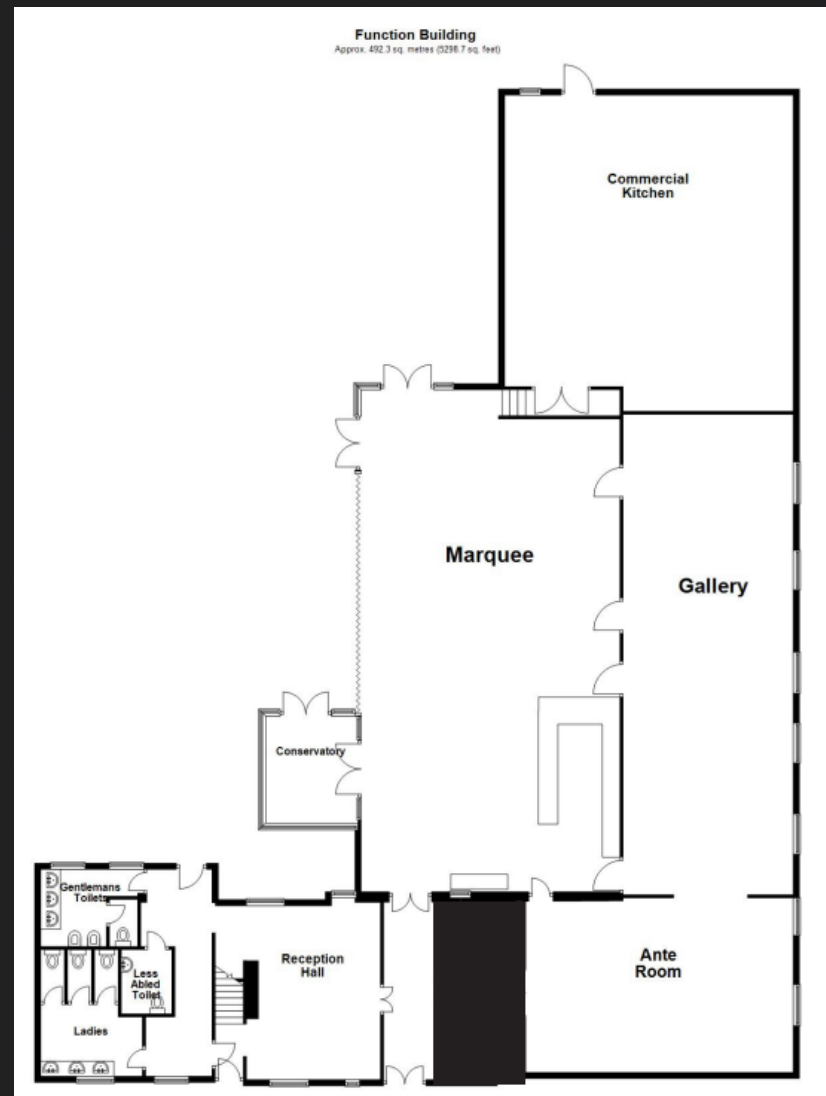 Function Building
Approx. 492.3 sq. metres (5298.7 sq. feet)
Commercial
Kitchen
Marquee
Gallery
Conservatory
Gentlemans
Toilets
Reception
Hall
Less
Abled
Toilet
Ante
Room
Ladies